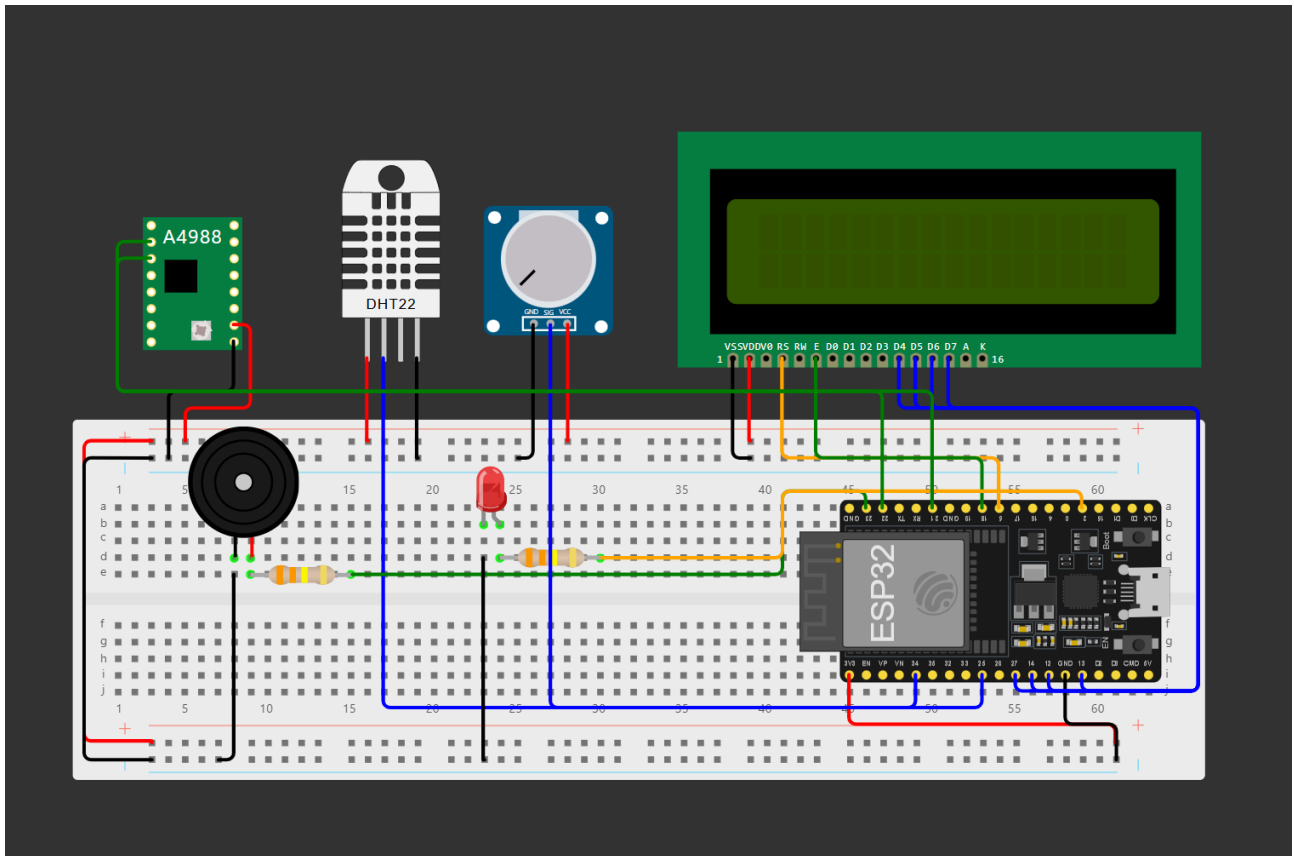 A4988
DHT22
GND SIG VCC
VSS VDD V0 RS RW E D0 D1 D2 D3 D4 D5 D6 D7 A K
1 16
+ +
1 5 15 20 25 30 35 40 45 50 55 60
a a
b b
c c
d d
e e
f f
g g
h h
i i
j j
GND 23 22 TX RX 21 GND 19 18 5 17 16 4 0 2 15 D1 D0 CLK
Boot
ESP32
EN
3V3 EN VP VN 34 35 32 33 25 26 27 14 12 GND 13 D2 D3 CMD 5V
1 5 10 15 20 25 30 35 40 45 50 55 60
+ +